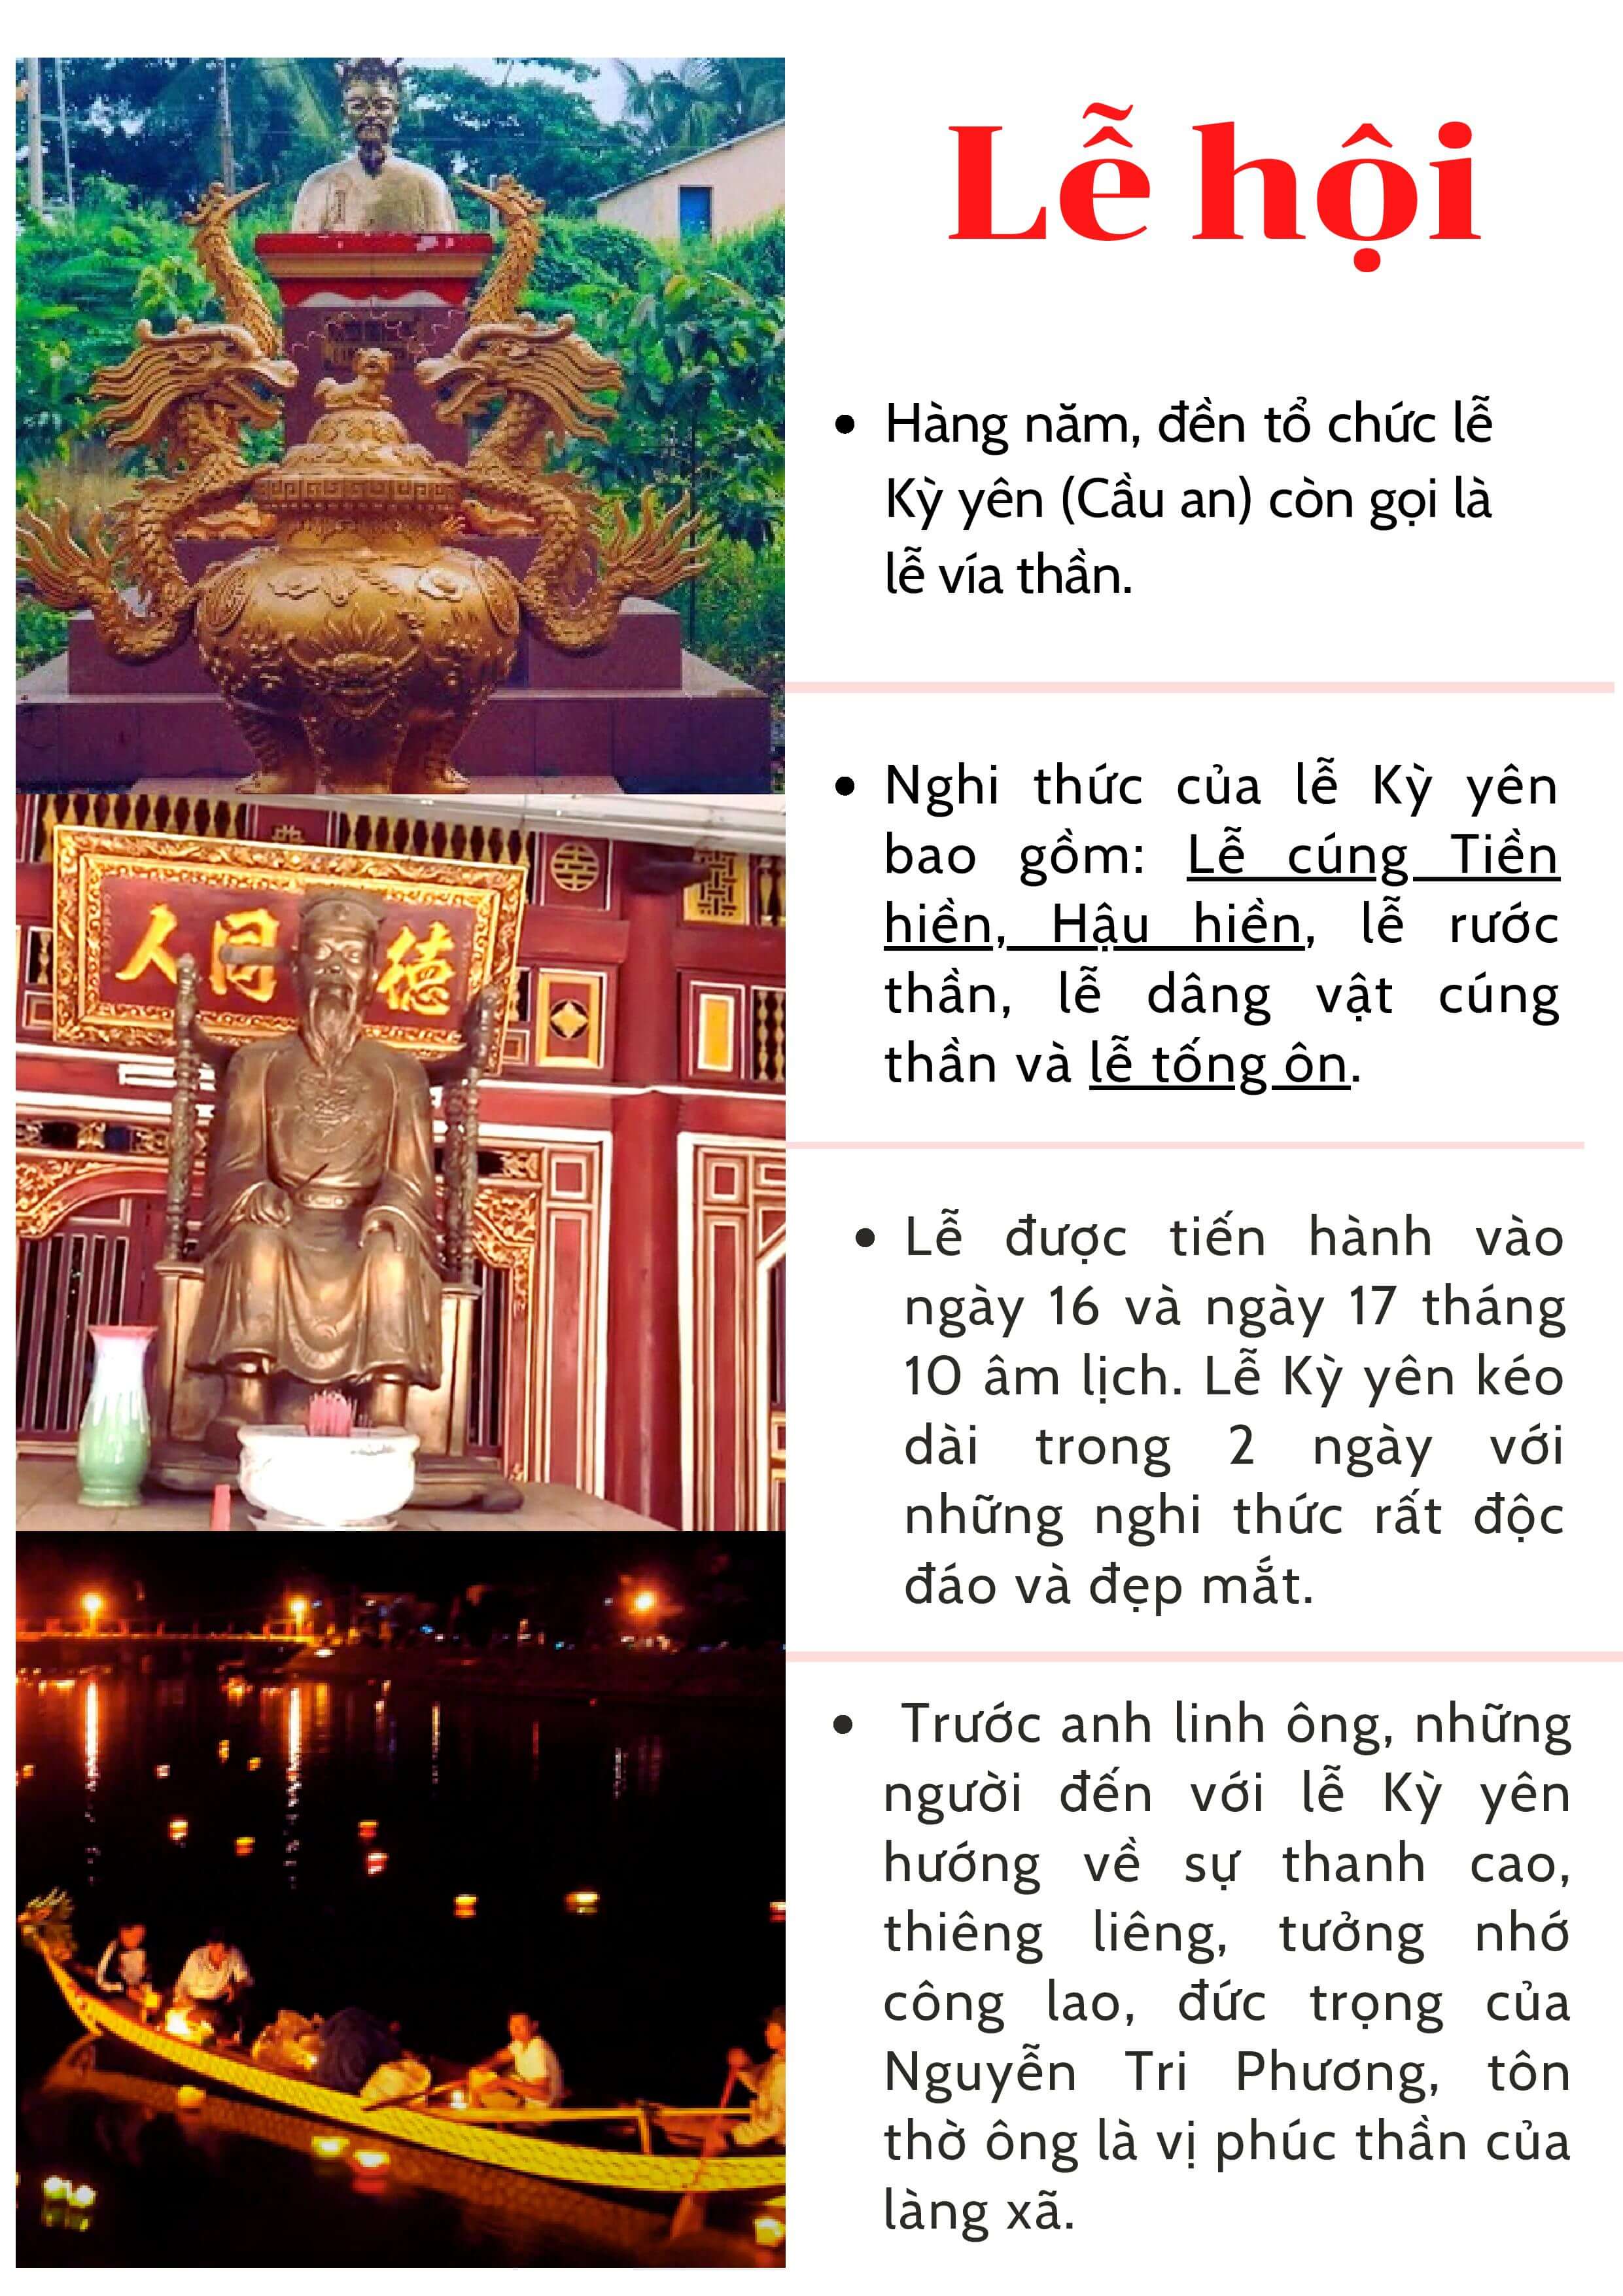 Lễ hội
• Hàng năm, đền tổ chức lễ
Kỳ yên (Cầu an) còn gọi là
lễ vía thần.
• Nghi thức của lễ Kỳ yên
bao gồm: Lễ cúng Tiền
hiền, Hậu hiền, lễ rước
thần, lễ dâng vật cúng
thần và lễ tống ôn.
• Lễ được tiến hành vào
ngày 16 và ngày 17 tháng
10 âm lịch. Lễ Kỳ yên kéo
dài trong 2 ngày với
những nghi thức rất độc
đáo và đẹp mắt.
• Trước anh linh ông, những
người đến với lễ Kỳ yên
hướng về sự thanh cao,
thiêng liêng, tưởng nhớ
công lao, đức trọng của
Nguyễn Tri Phương, tôn
thờ ông là vị phúc thần của
làng xã.
人同 德